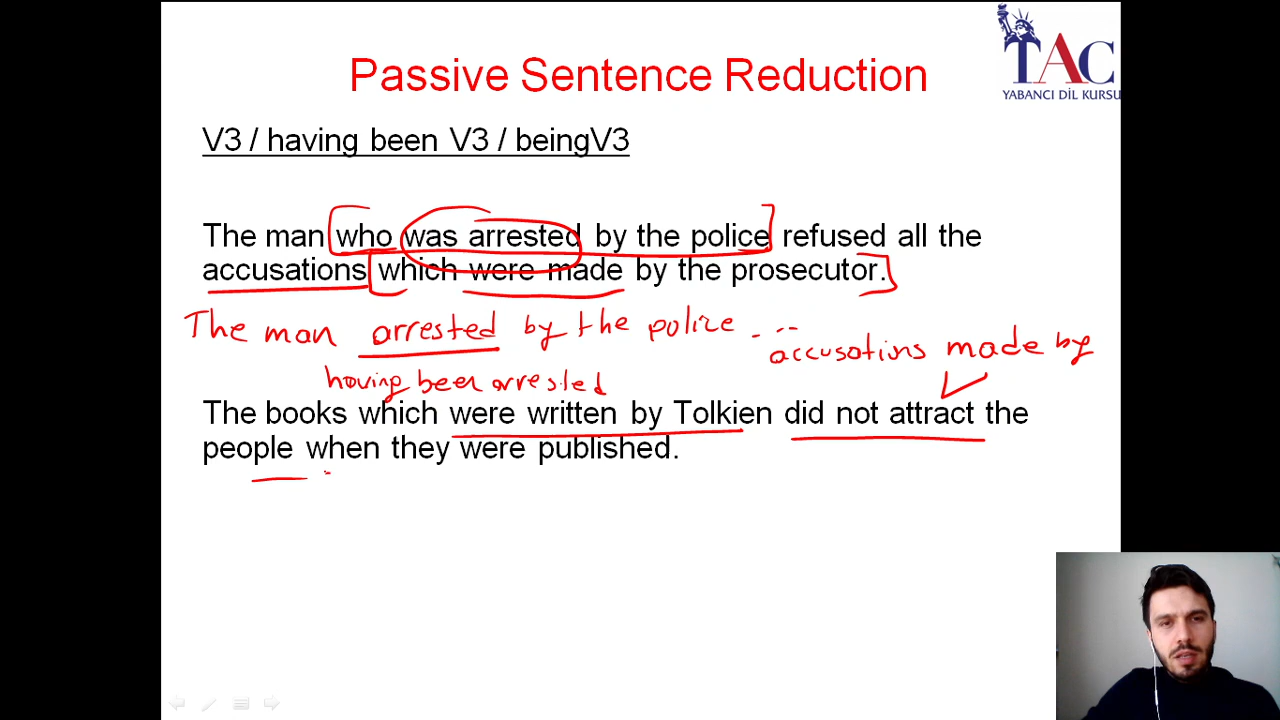 TAC
YABANCI DİL KURSU
Passive Sentence Reduction
V3 / having been V3 / beingV3
The man who was arrested by the police refused all the
accusations which were made by the prosecutor.
The man arrested by the police . . .
accusations made by
having been arrested
The books which were written by Tolkien did not attract the
people when they were published.